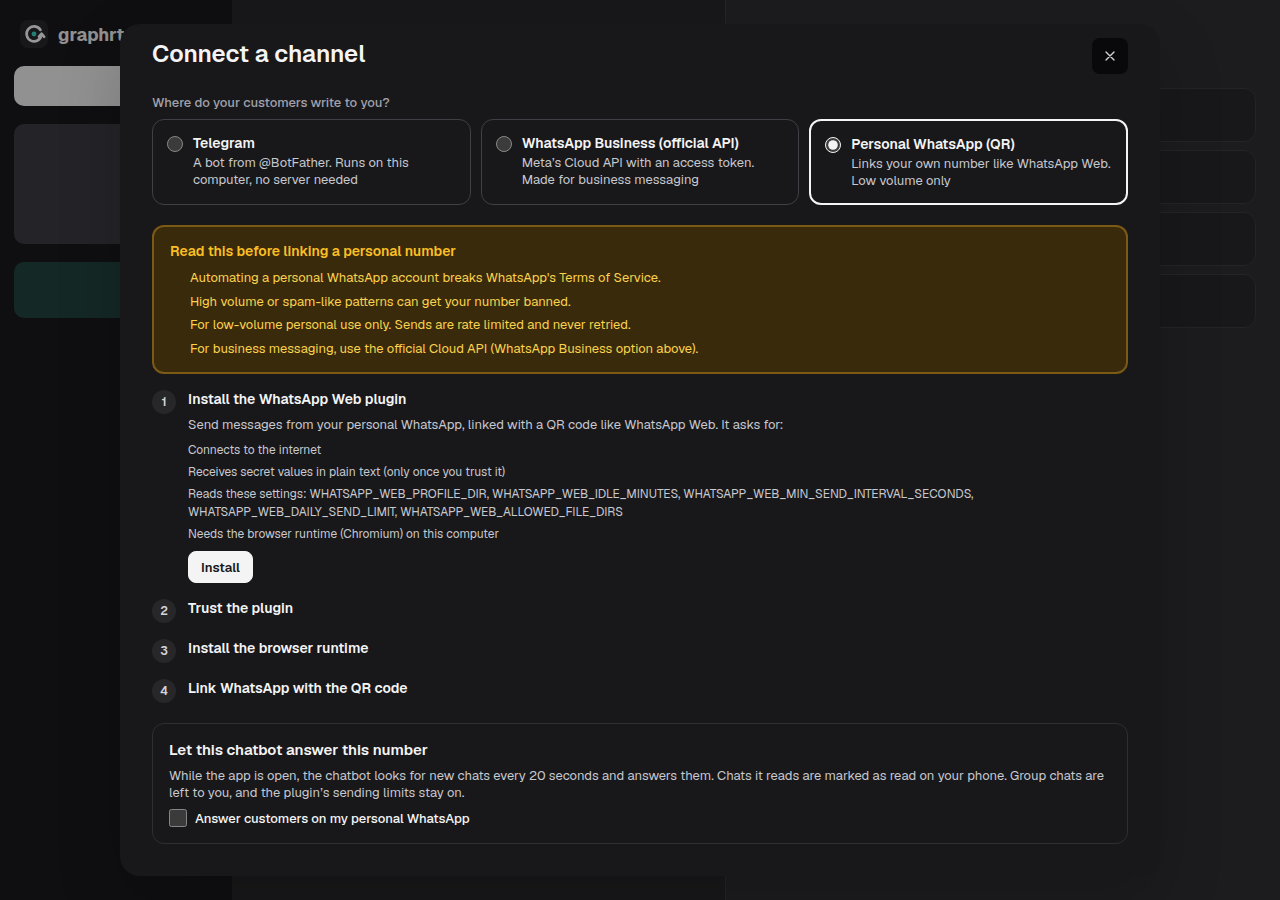 graphrt
Connect a channel
Where do your customers write to you?
Telegram
A bot from @BotFather. Runs on this
computer, no server needed
WhatsApp Business (official API)
Meta's Cloud API with an access token.
Made for business messaging
Personal WhatsApp (QR)
Links your own number like WhatsApp Web.
Low volume only
Read this before linking a personal number
Automating a personal WhatsApp account breaks WhatsApp's Terms of Service.
High volume or spam-like patterns can get your number banned.
For low-volume personal use only. Sends are rate limited and never retried.
For business messaging, use the official Cloud API (WhatsApp Business option above).
1 Install the WhatsApp Web plugin
Send messages from your personal WhatsApp, linked with a QR code like WhatsApp Web. It asks for:
Connects to the internet
Receives secret values in plain text (only once you trust it)
Reads these settings: WHATSAPP_WEB_PROFILE_DIR, WHATSAPP_WEB_IDLE_MINUTES, WHATSAPP_WEB_MIN_SEND_INTERVAL_SECONDS,
WHATSAPP_WEB_DAILY_SEND_LIMIT, WHATSAPP_WEB_ALLOWED_FILE_DIRS
Needs the browser runtime (Chromium) on this computer
Install
2 Trust the plugin
3 Install the browser runtime
4 Link WhatsApp with the QR code
Let this chatbot answer this number
While the app is open, the chatbot looks for new chats every 20 seconds and answers them. Chats it reads are marked as read on your phone. Group chats are
left to you, and the plugin's sending limits stay on.
Answer customers on my personal WhatsApp